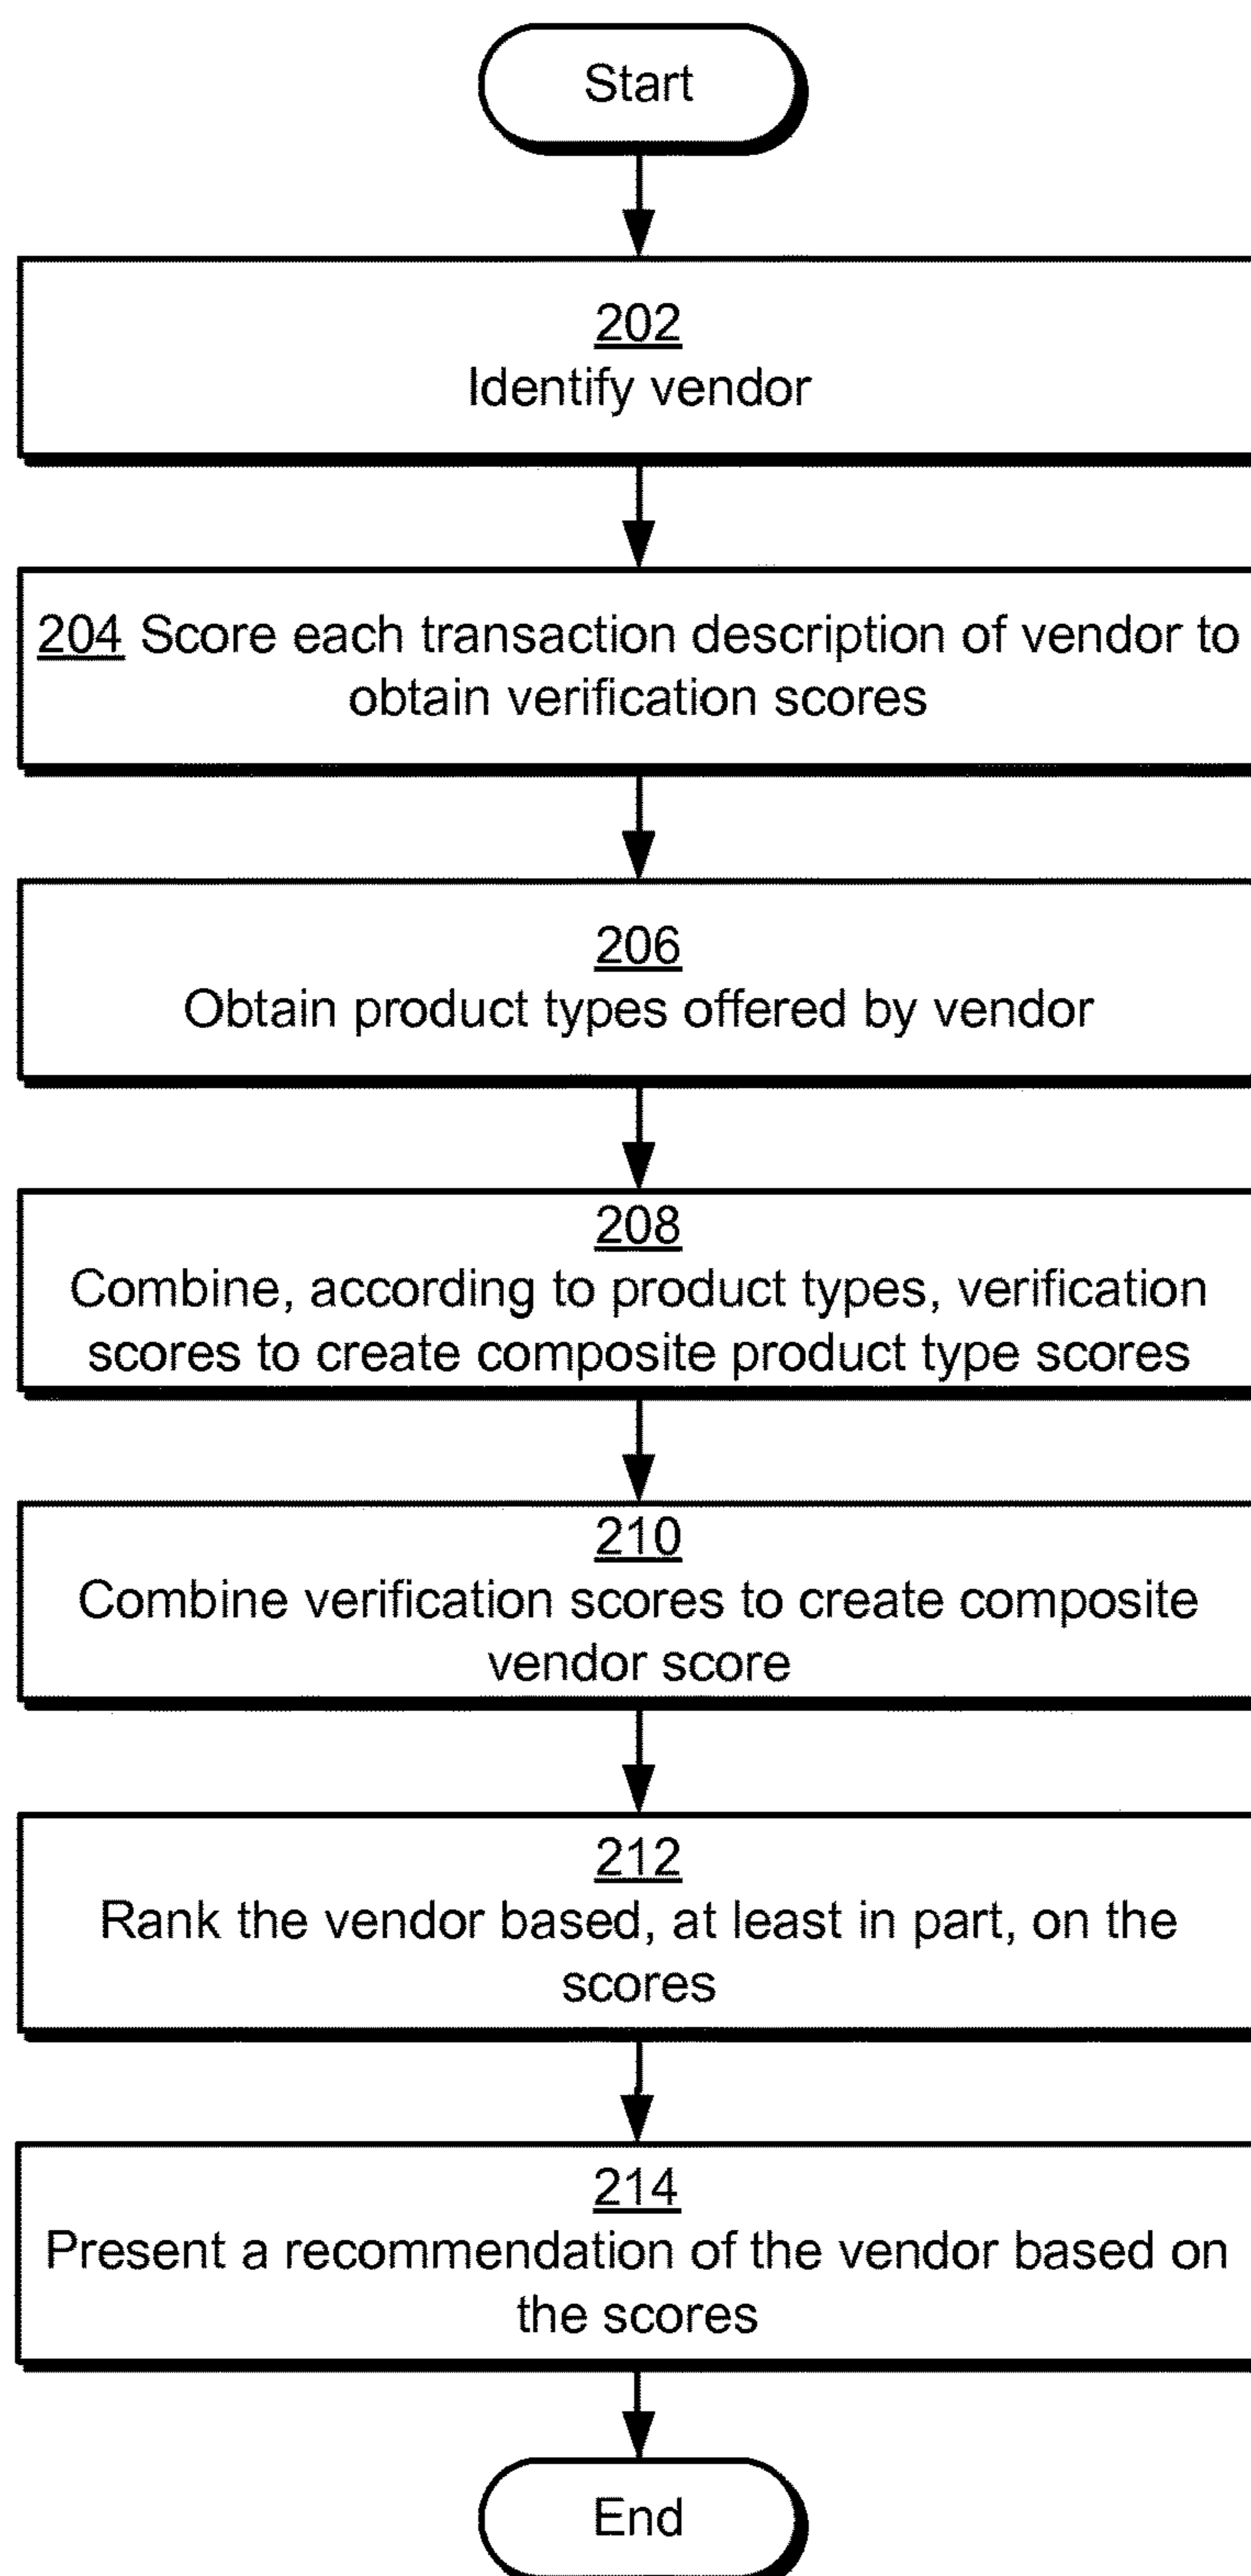 Start
202
Identify vendor
204 Score each transaction description of vendor to
obtain verification scores
206
Obtain product types offered by vendor
208
Combine, according to product types, verification
scores to create composite product type scores
210
Combine verification scores to create composite
vendor score
212
Rank the vendor based, at least in part, on the
scores
214
Present a recommendation of the vendor based on
the scores
End